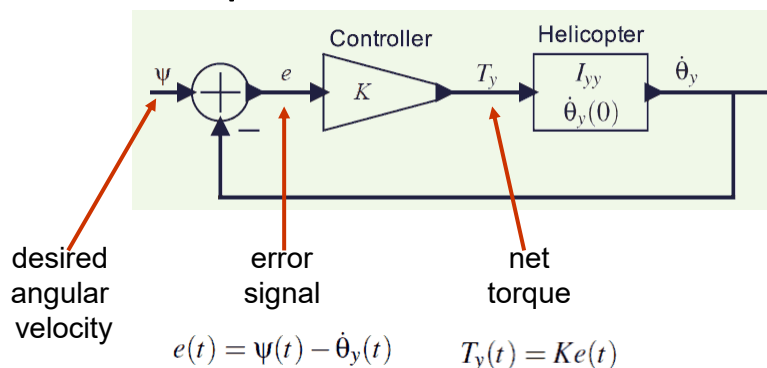 Controller
Helicopter
ψ
e
K
T_y
I_yy
θ̇_y(0)
θ̇_y
+
−
desired
angular
velocity
error
signal
net
torque
e(t) = ψ(t) − θ̇_y(t)
T_y(t) = Ke(t)